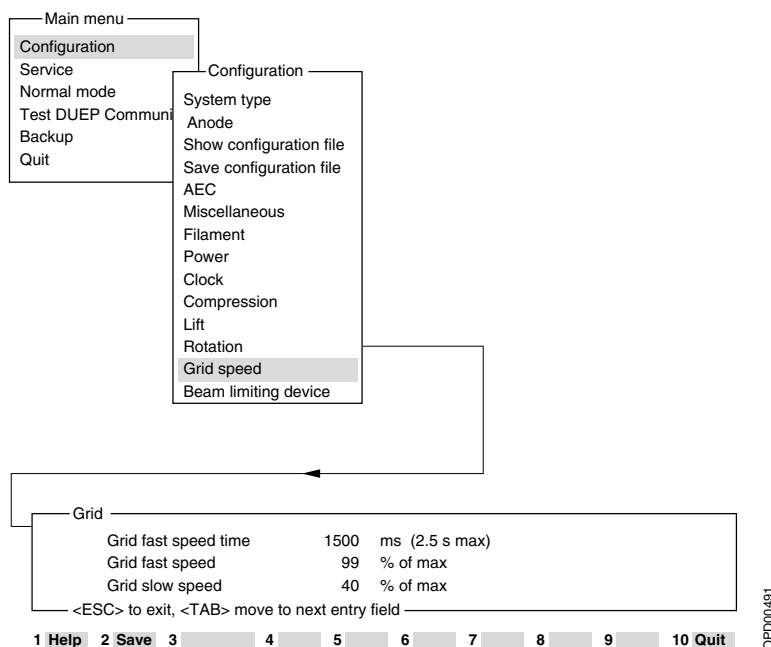 Main menu
Configuration
Service
Normal mode
Test DUEP Communi
Backup
Quit
Configuration
System type
Anode
Show configuration file
Save configuration file
AEC
Miscellaneous
Filament
Power
Clock
Compression
Lift
Rotation
Grid speed
Beam limiting device
Grid
Grid fast speed time 1500 ms (2.5 s max)
Grid fast speed 99 % of max
Grid slow speed 40 % of max
<ESC> to exit, <TAB> move to next entry field
1 Help 2 Save 3 4 5 6 7 8 9 10 Quit
OPD00491